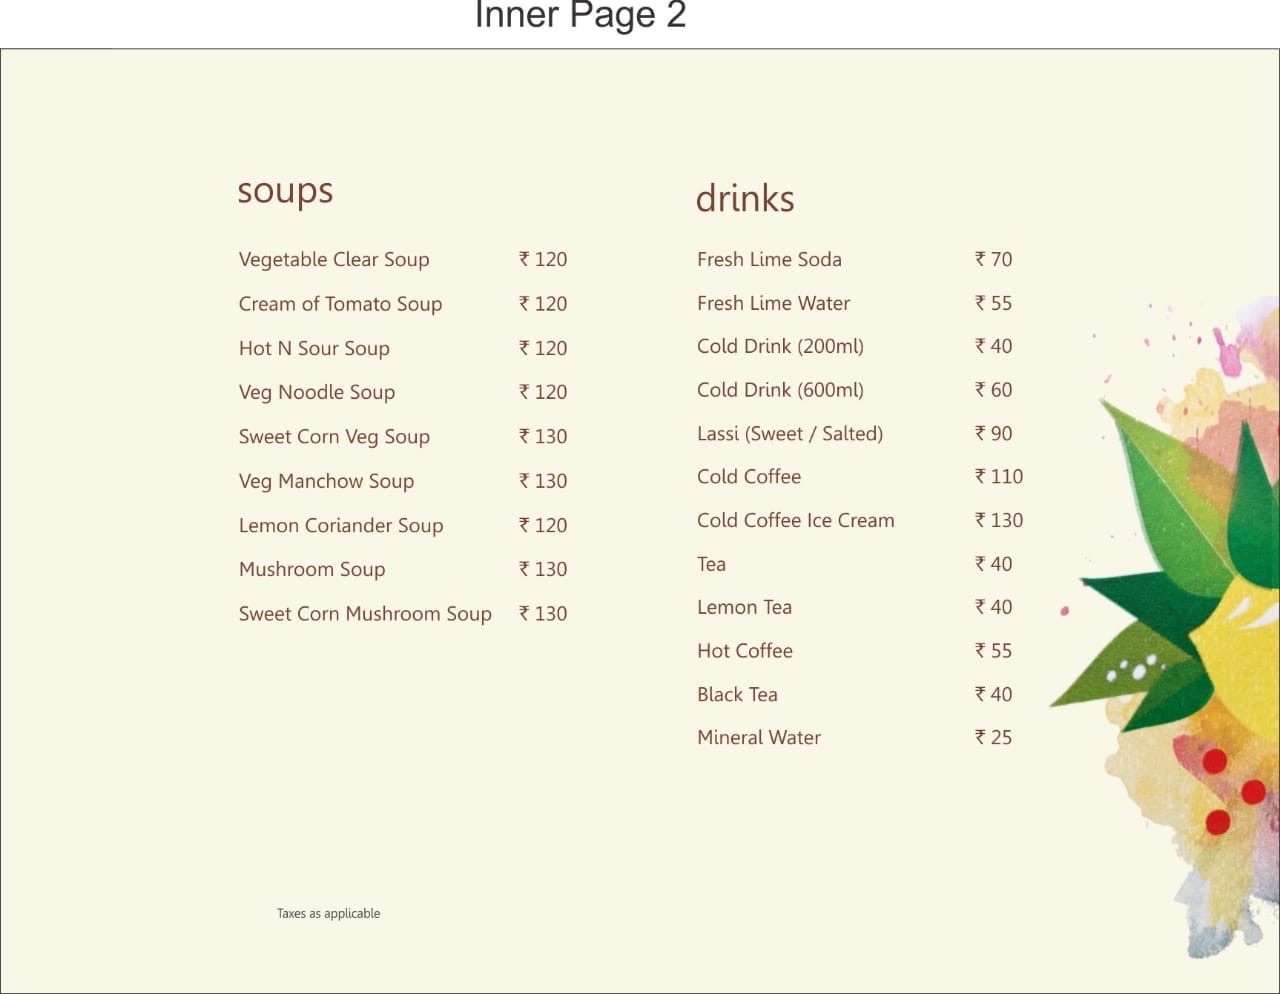 Inner Page 2
soups
Vegetable Clear Soup ₹ 120
Cream of Tomato Soup ₹ 120
Hot N Sour Soup ₹ 120
Veg Noodle Soup ₹ 120
Sweet Corn Veg Soup ₹ 130
Veg Manchow Soup ₹ 130
Lemon Coriander Soup ₹ 120
Mushroom Soup ₹ 130
Sweet Corn Mushroom Soup ₹ 130
drinks
Fresh Lime Soda ₹ 70
Fresh Lime Water ₹ 55
Cold Drink (200ml) ₹ 40
Cold Drink (600ml) ₹ 60
Lassi (Sweet / Salted) ₹ 90
Cold Coffee ₹ 110
Cold Coffee Ice Cream ₹ 130
Tea ₹ 40
Lemon Tea ₹ 40
Hot Coffee ₹ 55
Black Tea ₹ 40
Mineral Water ₹ 25
Taxes as applicable